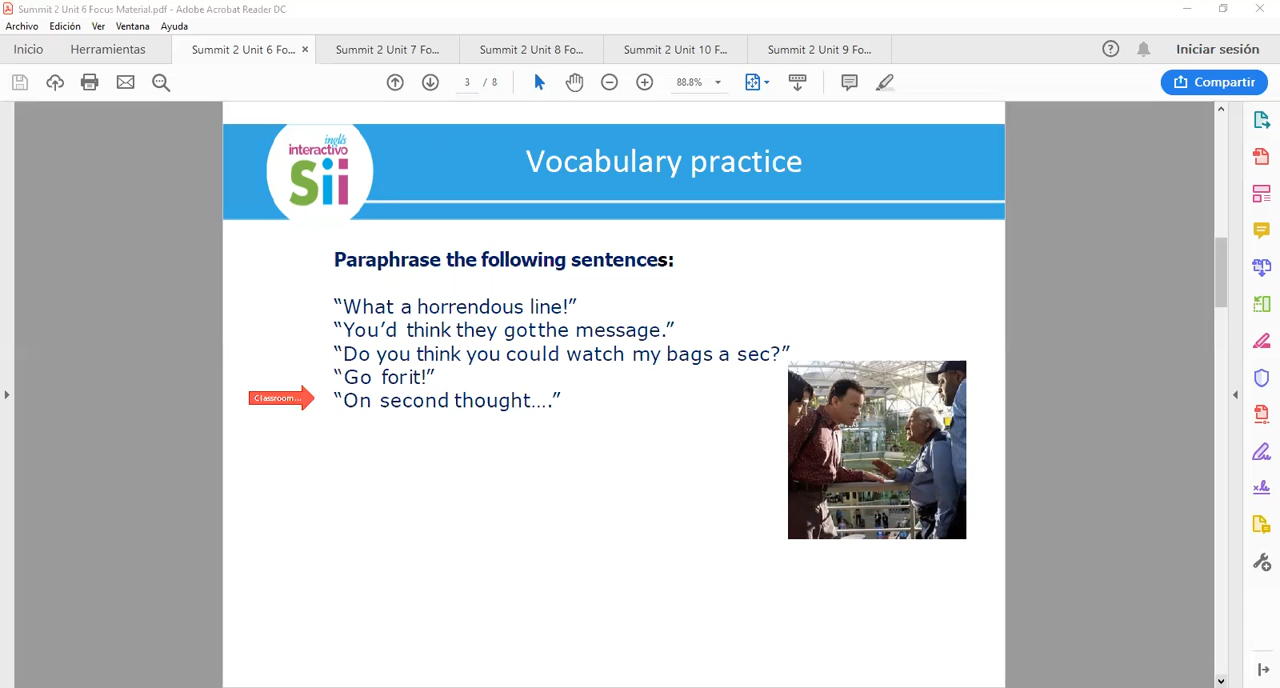 Summit 2 Unit 6 Focus Material.pdf - Adobe Acrobat Reader DC
Archivo Edición Ver Ventana Ayuda
Inicio Herramientas Summit 2 Unit 6 Fo... × Summit 2 Unit 7 Fo... Summit 2 Unit 8 Fo... Summit 2 Unit 10 F... Summit 2 Unit 9 Fo... Iniciar sesión
3 / 8 88.8% Compartir
inglés
interactivo
Sii
Vocabulary practice
Paraphrase the following sentences:
“What a horrendous line!”
“You’d think they gotthe message.”
“Do you think you could watch my bags a sec?”
“Go forit!”
Classroom...
“On second thought....”